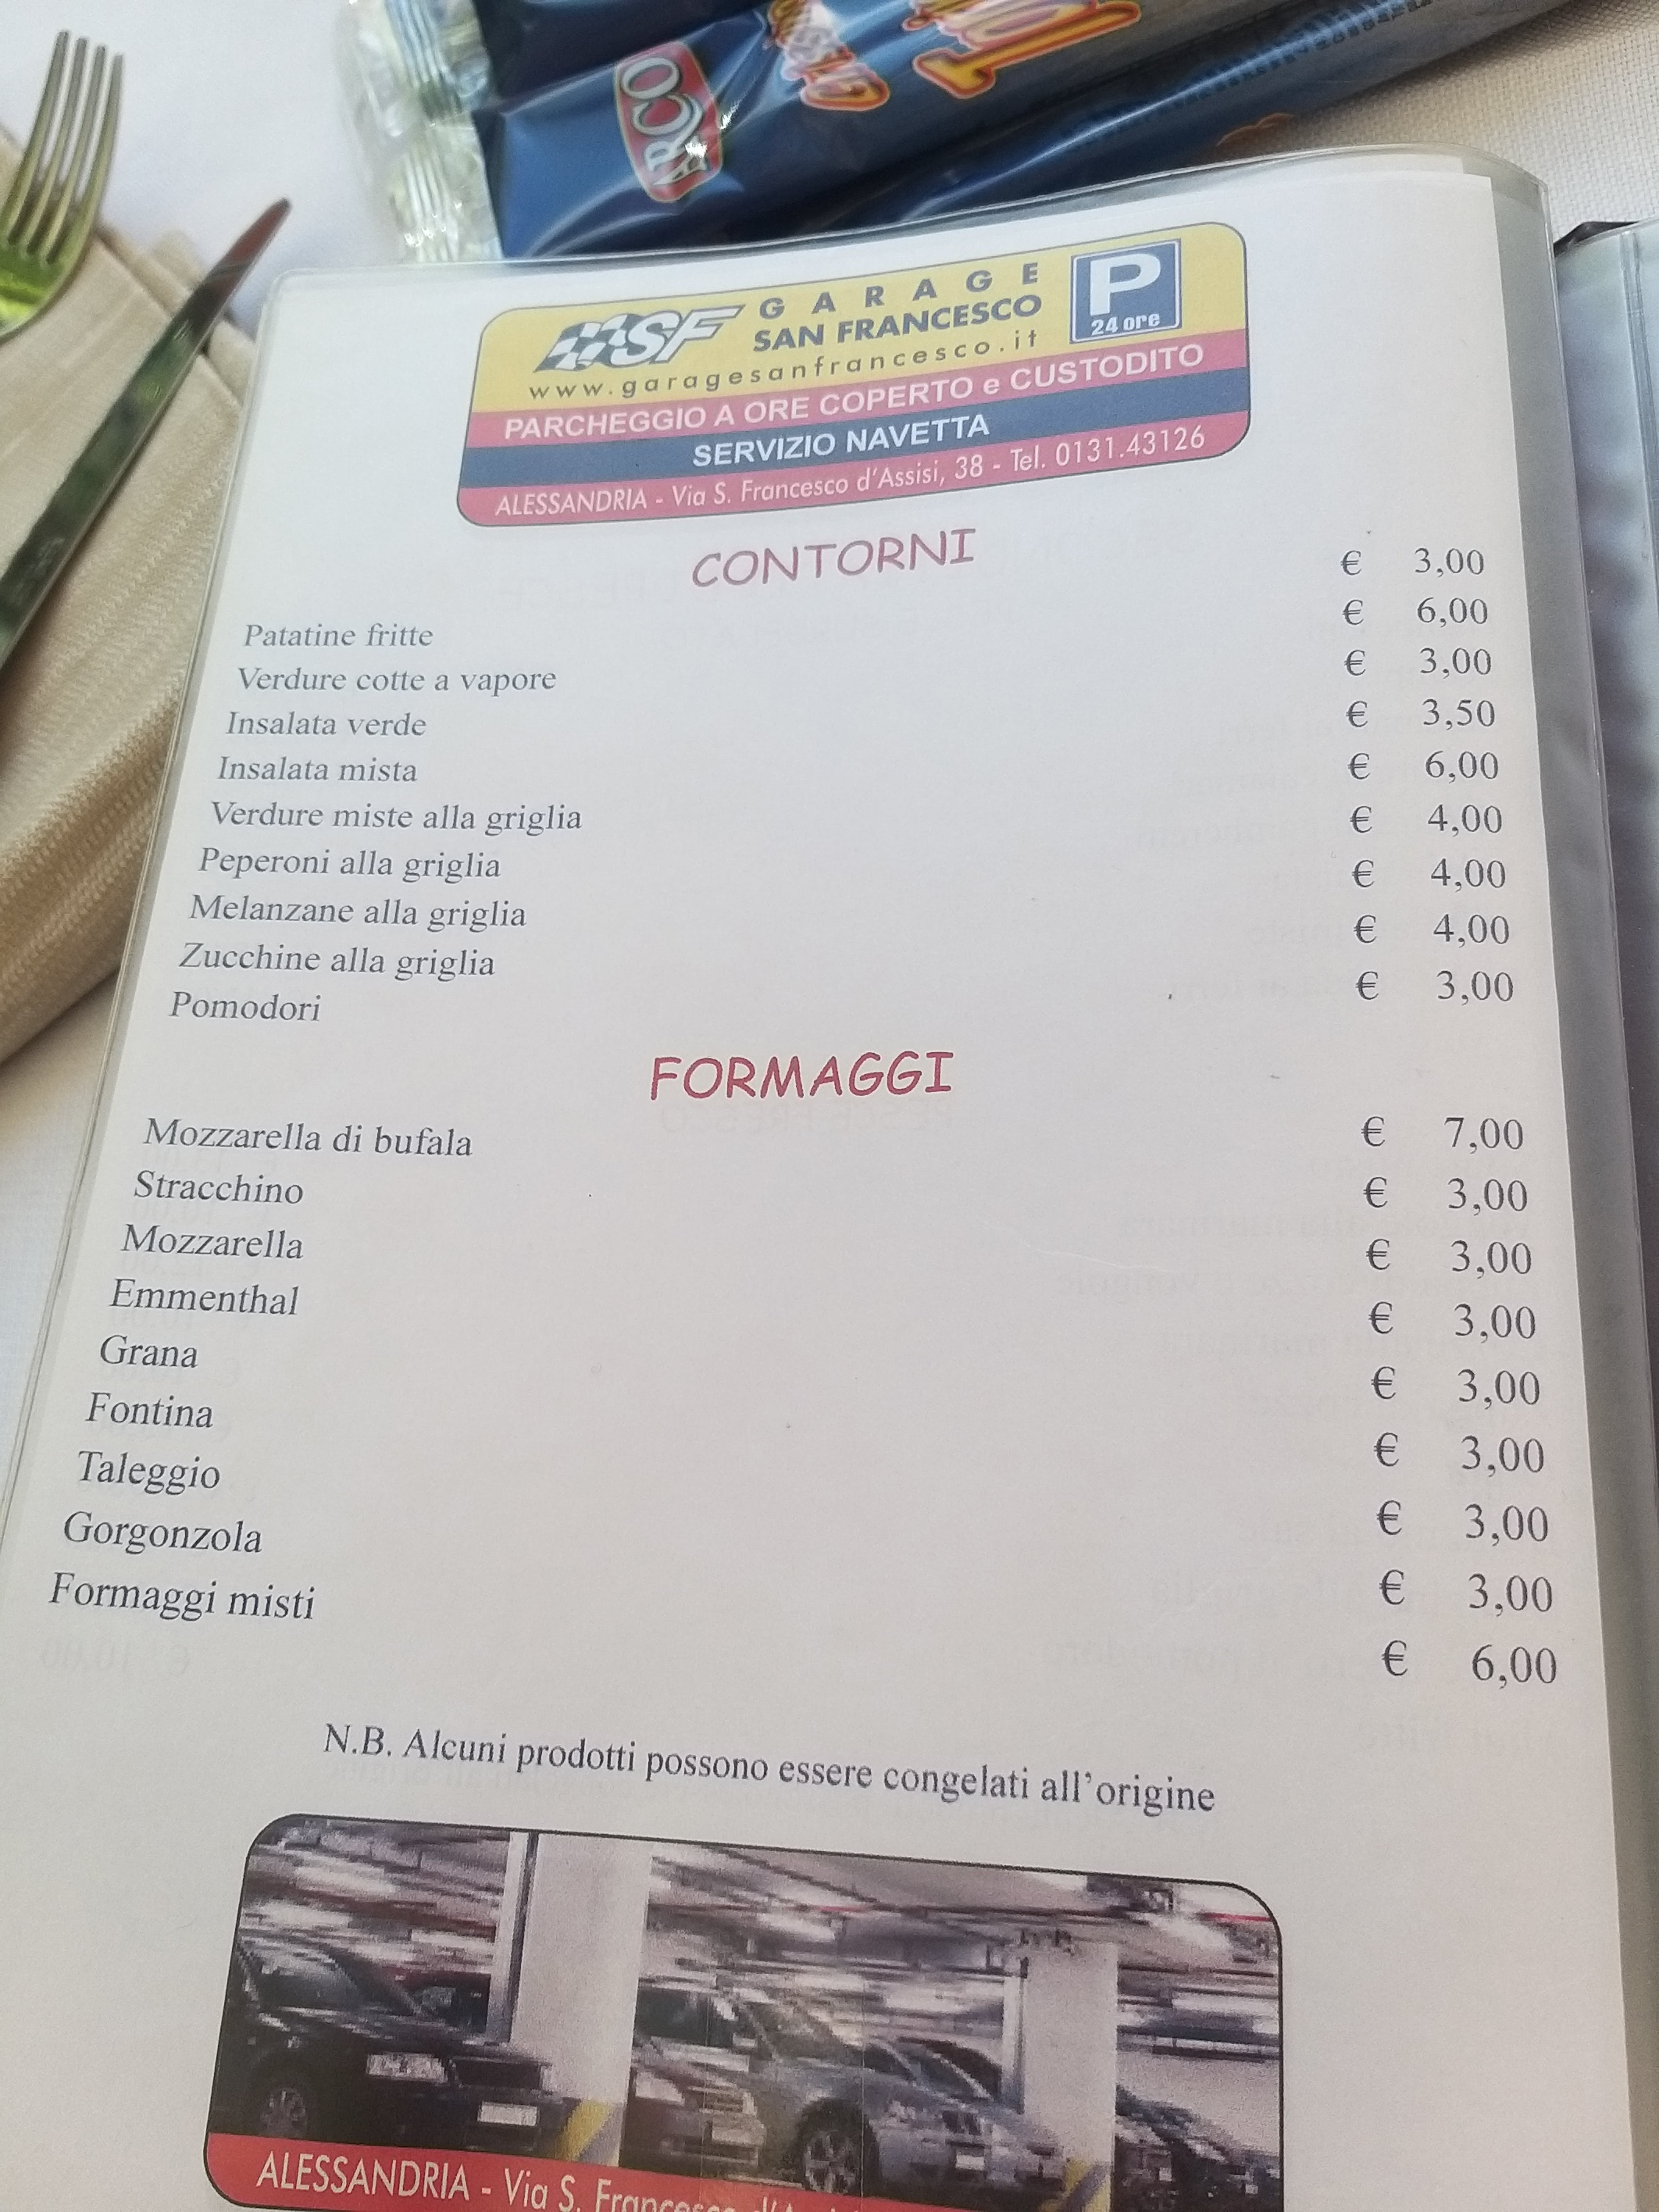 ARCO
SF GARAGE
SAN FRANCESCO
P
24 ore
www.garagesanfrancesco.it
PARCHEGGIO A ORE COPERTO e CUSTODITO
SERVIZIO NAVETTA
ALESSANDRIA - Via S. Francesco d'Assisi, 38 - Tel. 0131.43126
CONTORNI
Patatine fritte € 3,00
Verdure cotte a vapore € 6,00
Insalata verde € 3,00
Insalata mista € 3,50
Verdure miste alla griglia € 6,00
Peperoni alla griglia € 4,00
Melanzane alla griglia € 4,00
Zucchine alla griglia € 4,00
Pomodori € 3,00
FORMAGGI
Mozzarella di bufala € 7,00
Stracchino € 3,00
Mozzarella € 3,00
Emmenthal € 3,00
Grana € 3,00
Fontina € 3,00
Taleggio € 3,00
Gorgonzola € 3,00
Formaggi misti € 6,00
N.B. Alcuni prodotti possono essere congelati all'origine
ALESSANDRIA - Via S. Francesco